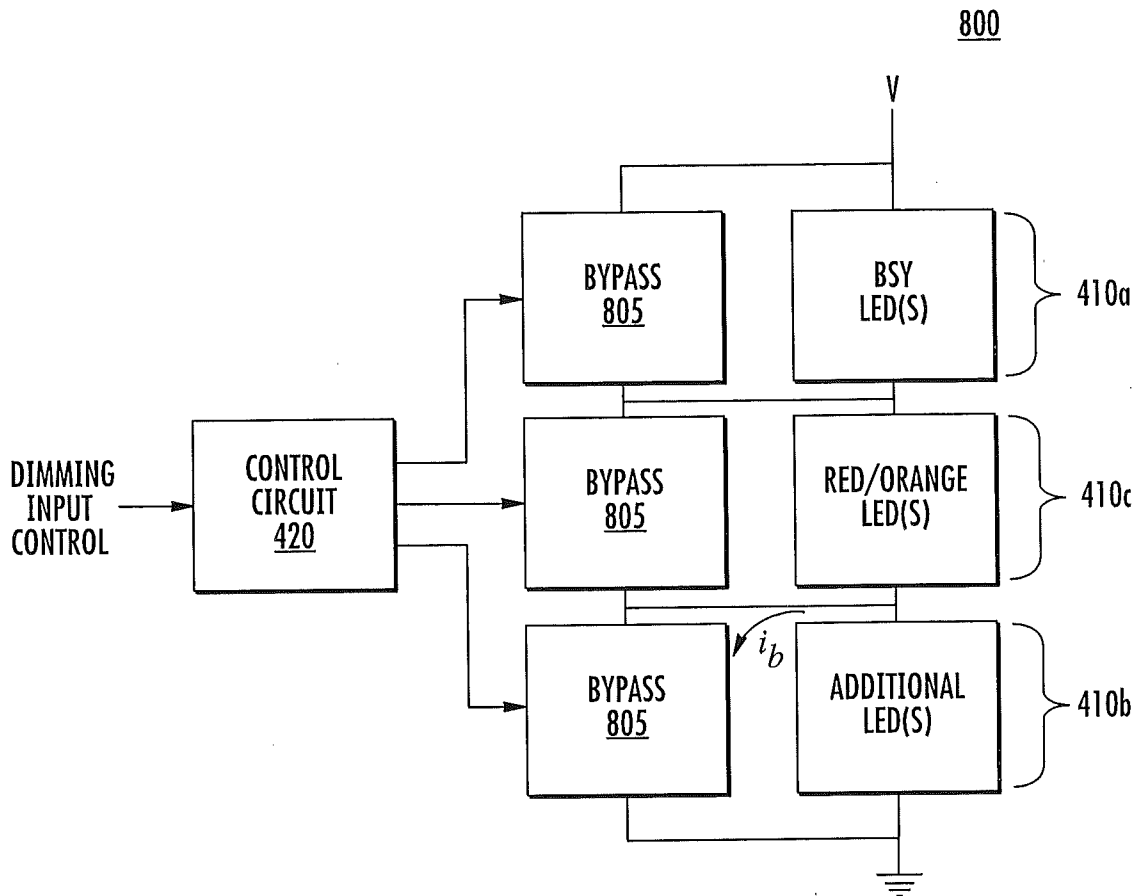 800
V
BYPASS
805
BSY
LED(S)
410a
DIMMING
INPUT
CONTROL
CONTROL
CIRCUIT
420
BYPASS
805
RED/ORANGE
LED(S)
410c
BYPASS
805
i_b
ADDITIONAL
LED(S)
410b